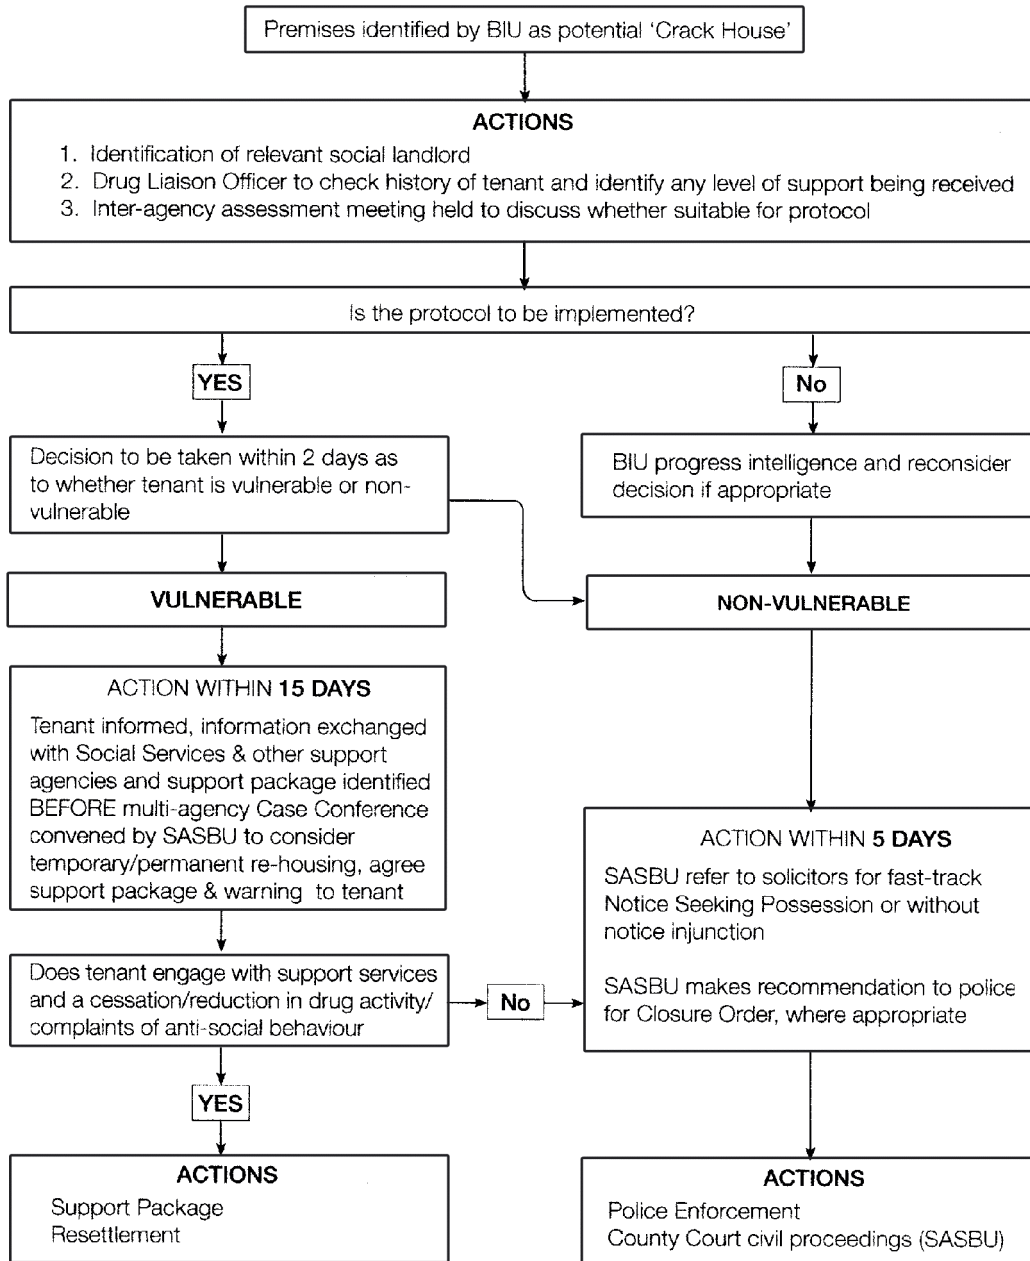 Premises identified by BIU as potential ‘Crack House’
ACTIONS
1. Identification of relevant social landlord
2. Drug Liaison Officer to check history of tenant and identify any level of support being received
3. Inter-agency assessment meeting held to discuss whether suitable for protocol
Is the protocol to be implemented?
YES
No
Decision to be taken within 2 days as
to whether tenant is vulnerable or non-
vulnerable
BIU progress intelligence and reconsider
decision if appropriate
VULNERABLE
NON-VULNERABLE
ACTION WITHIN 15 DAYS
Tenant informed, information exchanged
with Social Services & other support
agencies and support package identified
BEFORE multi-agency Case Conference
convened by SASBU to consider
temporary/permanent re-housing, agree
support package & warning to tenant
ACTION WITHIN 5 DAYS
SASBU refer to solicitors for fast-track
Notice Seeking Possession or without
notice injunction
SASBU makes recommendation to police
for Closure Order, where appropriate
Does tenant engage with support services
and a cessation/reduction in drug activity/
complaints of anti-social behaviour
No
YES
ACTIONS
Support Package
Resettlement
ACTIONS
Police Enforcement
County Court civil proceedings (SASBU)